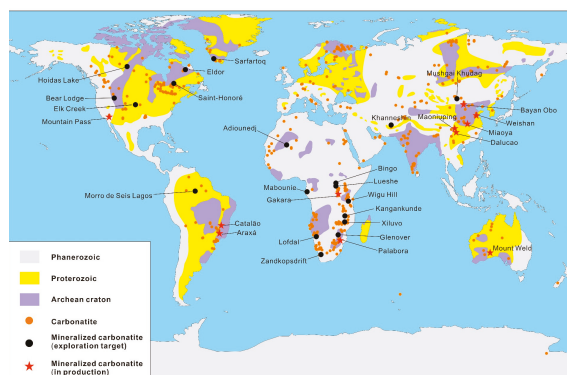 Sarfartoq
Hoidas Lake
Eldor
Bear Lodge
Elk Creek
Saint-Honoré
Mountain Pass
Mushgai Khudag
Khanneshin
Maoniuping
Bayan Obo
Weishan
Miaoya
Dalucao
Adiounedj
Bingo
Lueshe
Mabounie
Gakara
Wigu Hill
Kangankunde
Xiluvo
Lofdal
Glenover
Palabora
Zandkopsdrift
Morro de Seis Lagos
Catalão
Araxá
Mount Weld
Phanerozoic
Proterozoic
Archean craton
Carbonatite
Mineralized carbonatite
(exploration target)
Mineralized carbonatite
(in production)